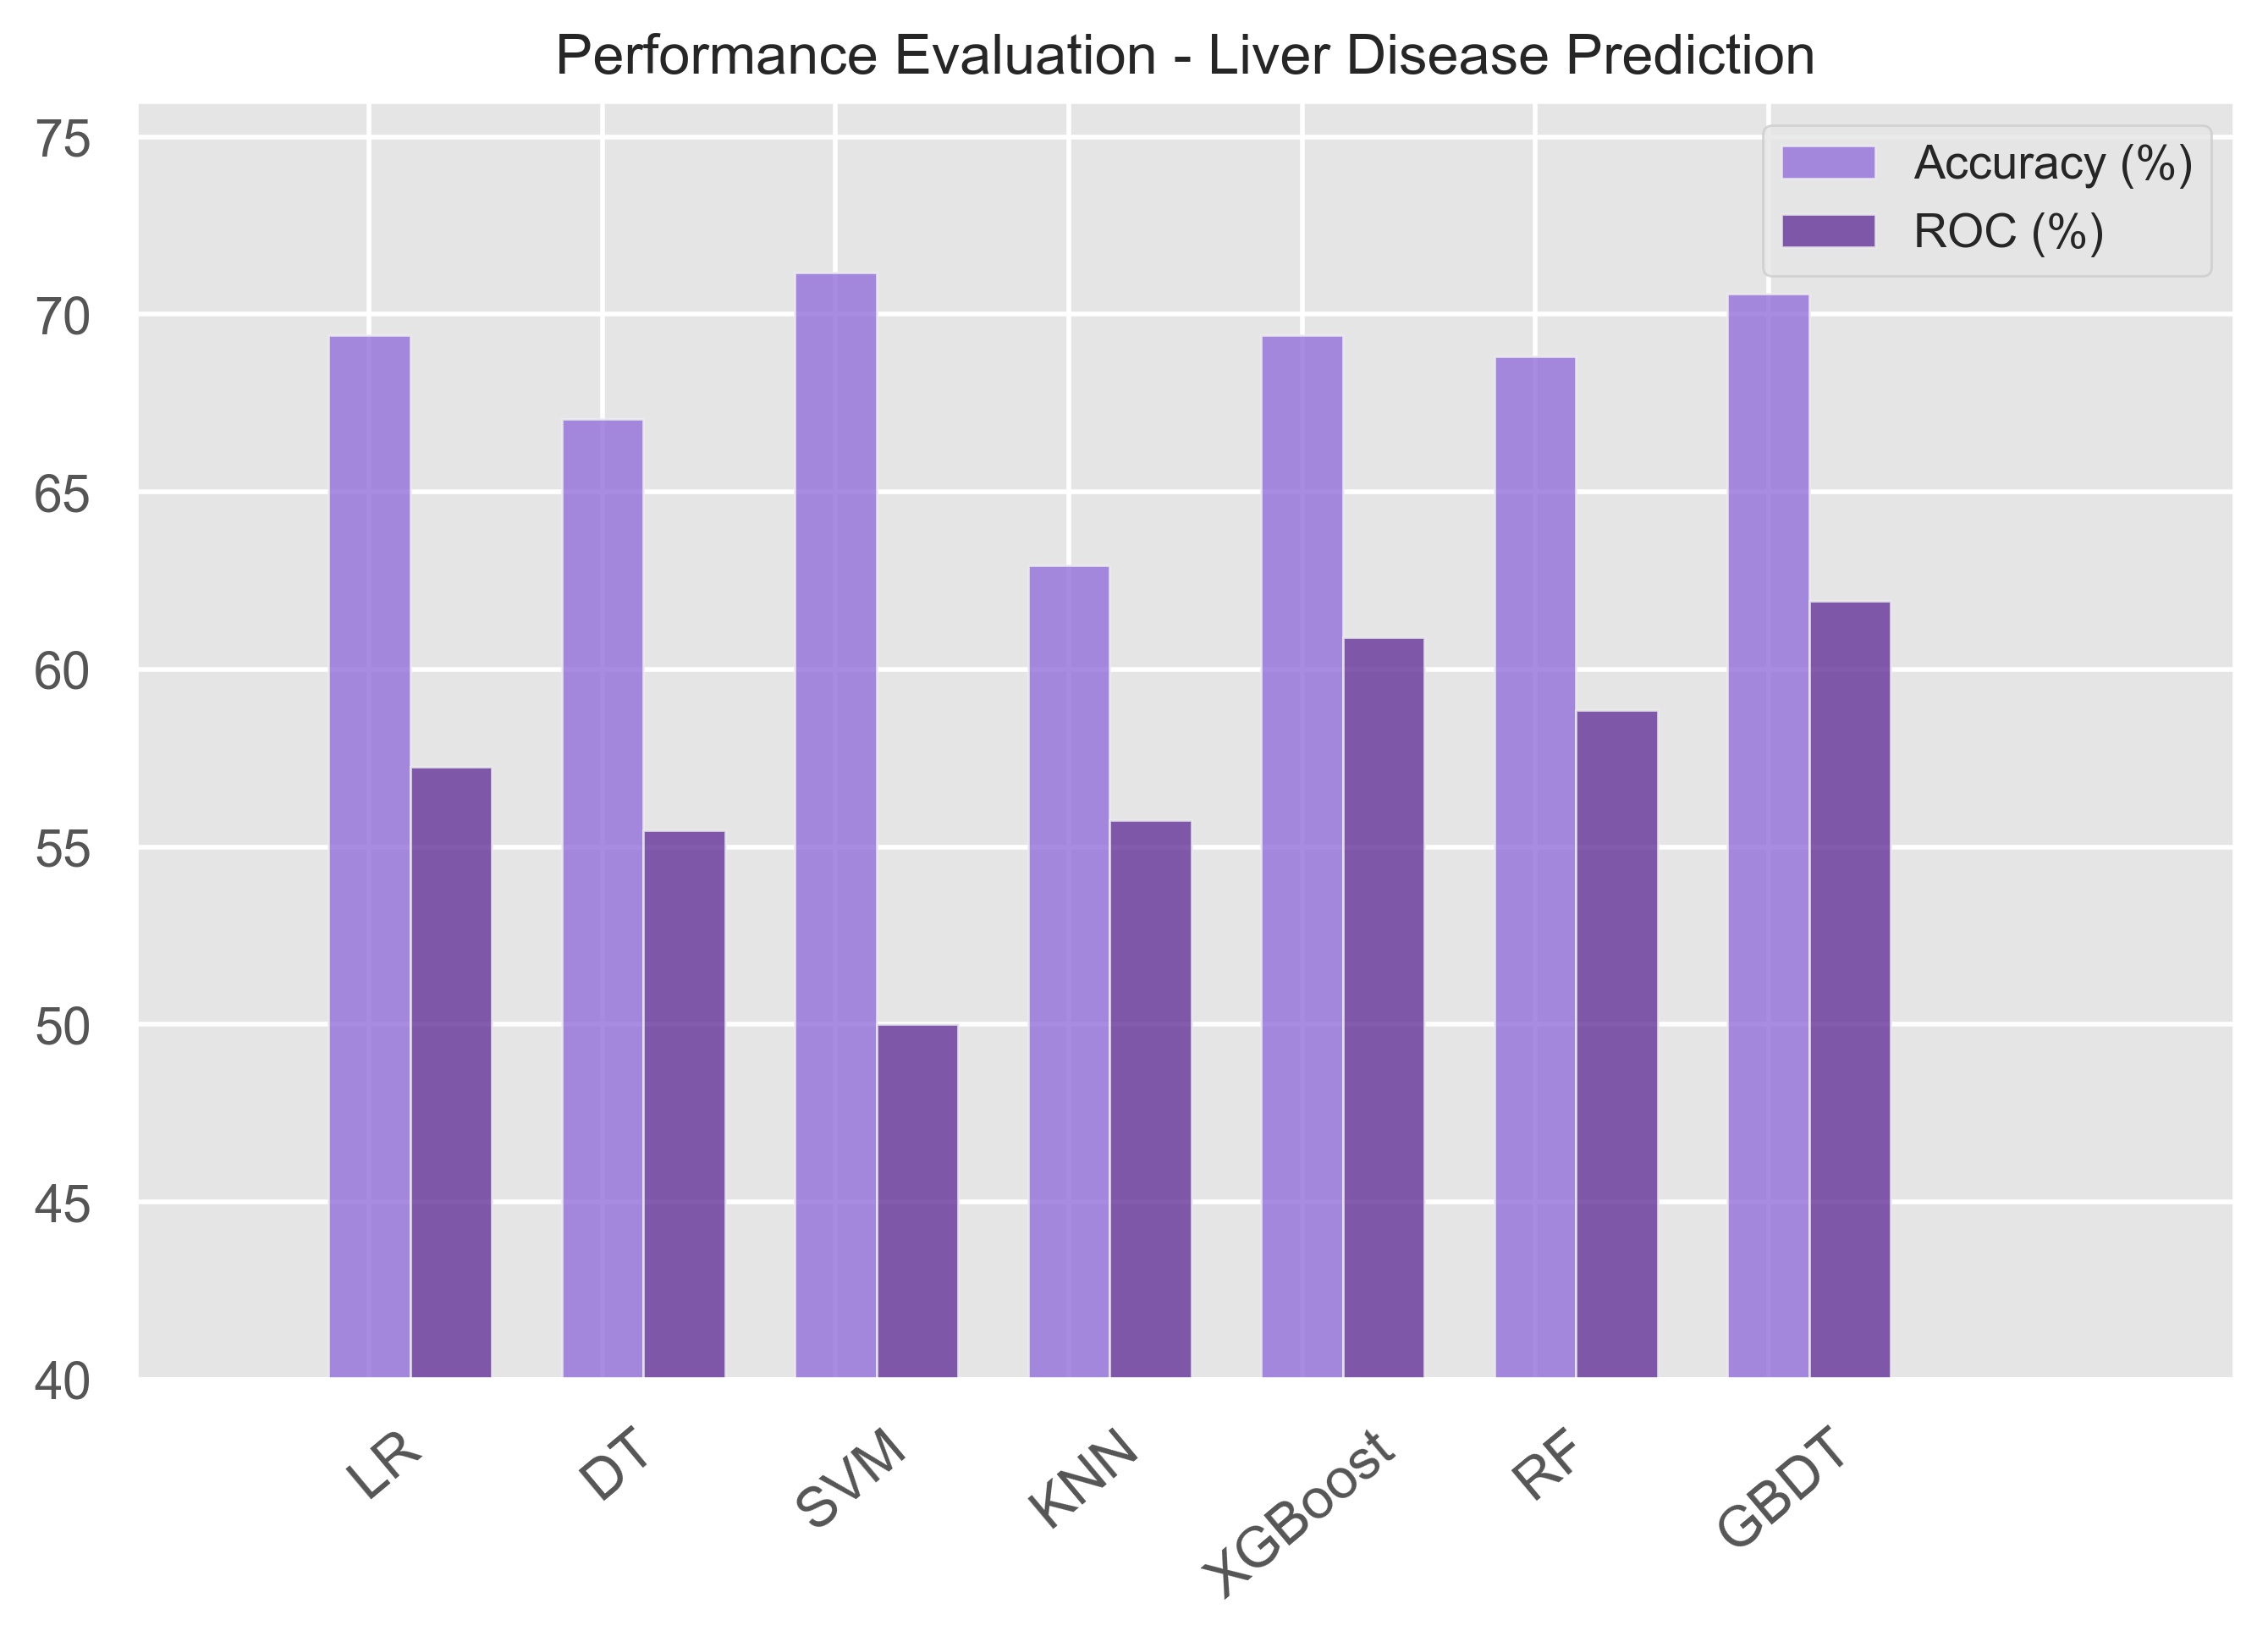 Performance Evaluation - Liver Disease Prediction
75
70
65
60
55
50
45
40
Accuracy (%)
ROC (%)
LR
DT
SVM
KNN
XGBoost
RF
GBDT